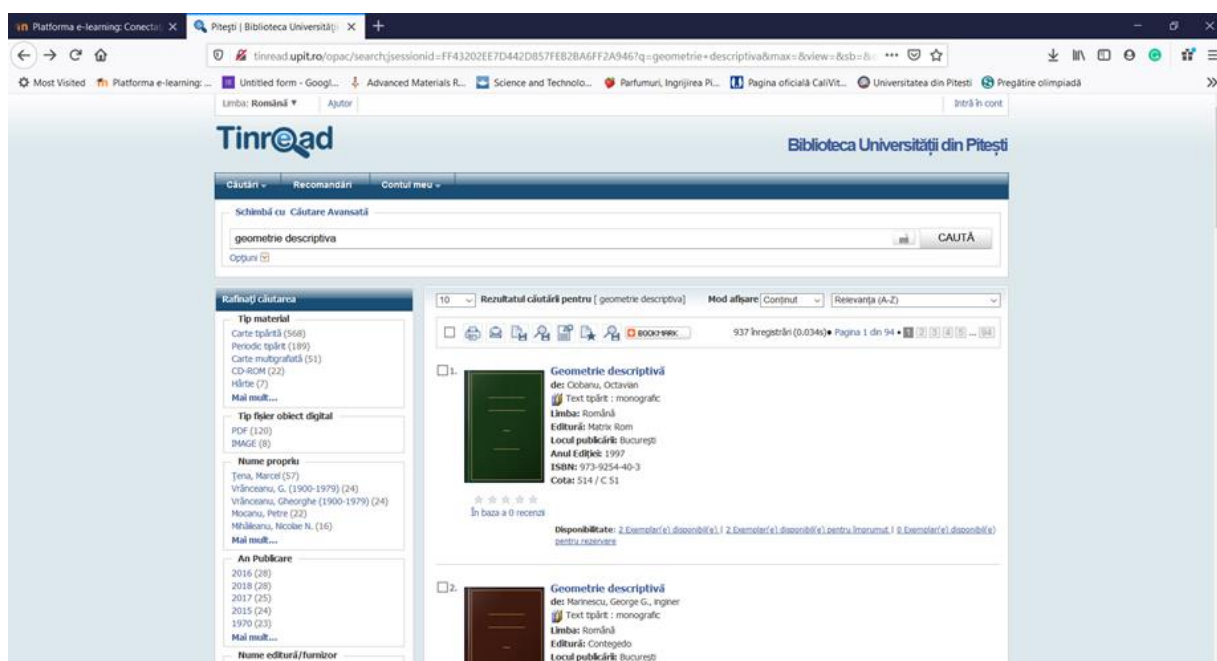 Platforma e-learning: Conectaț
Pitești | Biblioteca Universități
tinread.upit.ro/opac/search;jsessionid=FF43202EE7D442D857FEB2BA6FF2A946?q=geometrie+descriptiva&max=&view=&sb=&
Most Visited
Platforma e-learning: ...
Untitled form - Googl...
Advanced Materials R...
Science and Technolo...
Parfumuri, Ingrijirea Pi...
Pagina oficială CaliVit...
Universitatea din Pitesti
Pregătire olimpiadă
Limba: Română ▼ Ajutor
Intră în cont
Tinread
Biblioteca Universității din Pitești
Căutări Recomandări Contul meu
Schimbă cu Căutare Avansată
geometrie descriptiva
CAUTĂ
Opțiuni
Rafinați căutarea
Tip material
Carte tipărită (568)
Periodic tipărit (189)
Carte multigrafiată (51)
CD-ROM (22)
Hârtie (7)
Mai mult...
Tip fișier obiect digital
PDF (120)
IMAGE (8)
Nume propriu
Țena, Marcel (57)
Vrânceanu, G. (1900-1979) (24)
Vrânceanu, Gheorghe (1900-1979) (24)
Mocanu, Petre (22)
Mihăileanu, Nicolae N. (16)
Mai mult...
An Publicare
2016 (28)
2018 (28)
2017 (25)
2015 (24)
1970 (23)
Mai mult...
Nume editură/furnizor
10 Rezultatul căutării pentru [ geometrie descriptiva] Mod afișare Conținut Relevanța (A-Z)
BOOKMARK 937 înregistrări (0.034s)• Pagina 1 din 94 • 1 2 3 4 5 ... 94
1.
Geometrie descriptivă
de: Ciobanu, Octavian
Text tipărit : monografic
Limba: Română
Editură: Matrix Rom
Locul publicării: București
Anul Ediției: 1997
ISBN: 973-9254-40-3
Cota: 514 / C 51
În baza a 0 recenzii
Disponibilitate: 2 Exemplar(e) disponibil(e) | 2 Exemplar(e) disponibil(e) pentru împrumut | 0 Exemplar(e) disponibil(e)
pentru rezervare
2.
Geometrie descriptivă
de: Marinescu, George G., inginer
Text tipărit : monografic
Limba: Română
Editură: Contegedo
Locul publicării: București